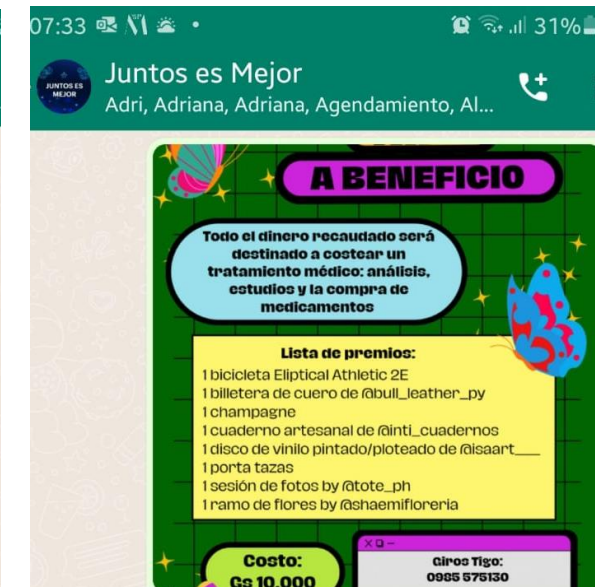 07:33
31%
JUNTOS ES
MEJOR
Juntos es Mejor
Adri, Adriana, Adriana, Agendamiento, Al...
A BENEFICIO
Todo el dinero recaudado será
destinado a costear un
tratamiento médico: análisis,
estudios y la compra de
medicamentos
Lista de premios:
1 bicicleta Eliptical Athletic 2E
1 billetera de cuero de @bull_leather_py
1 champagne
1 cuaderno artesanal de @inti_cuadernos
1 disco de vinilo pintado/ploteado de @isaart___
1 porta tazas
1 sesión de fotos by @tote_ph
1 ramo de flores by @ashaemifloreria
Costo:
Gs 10.000
Giros Tigo:
0985 575130